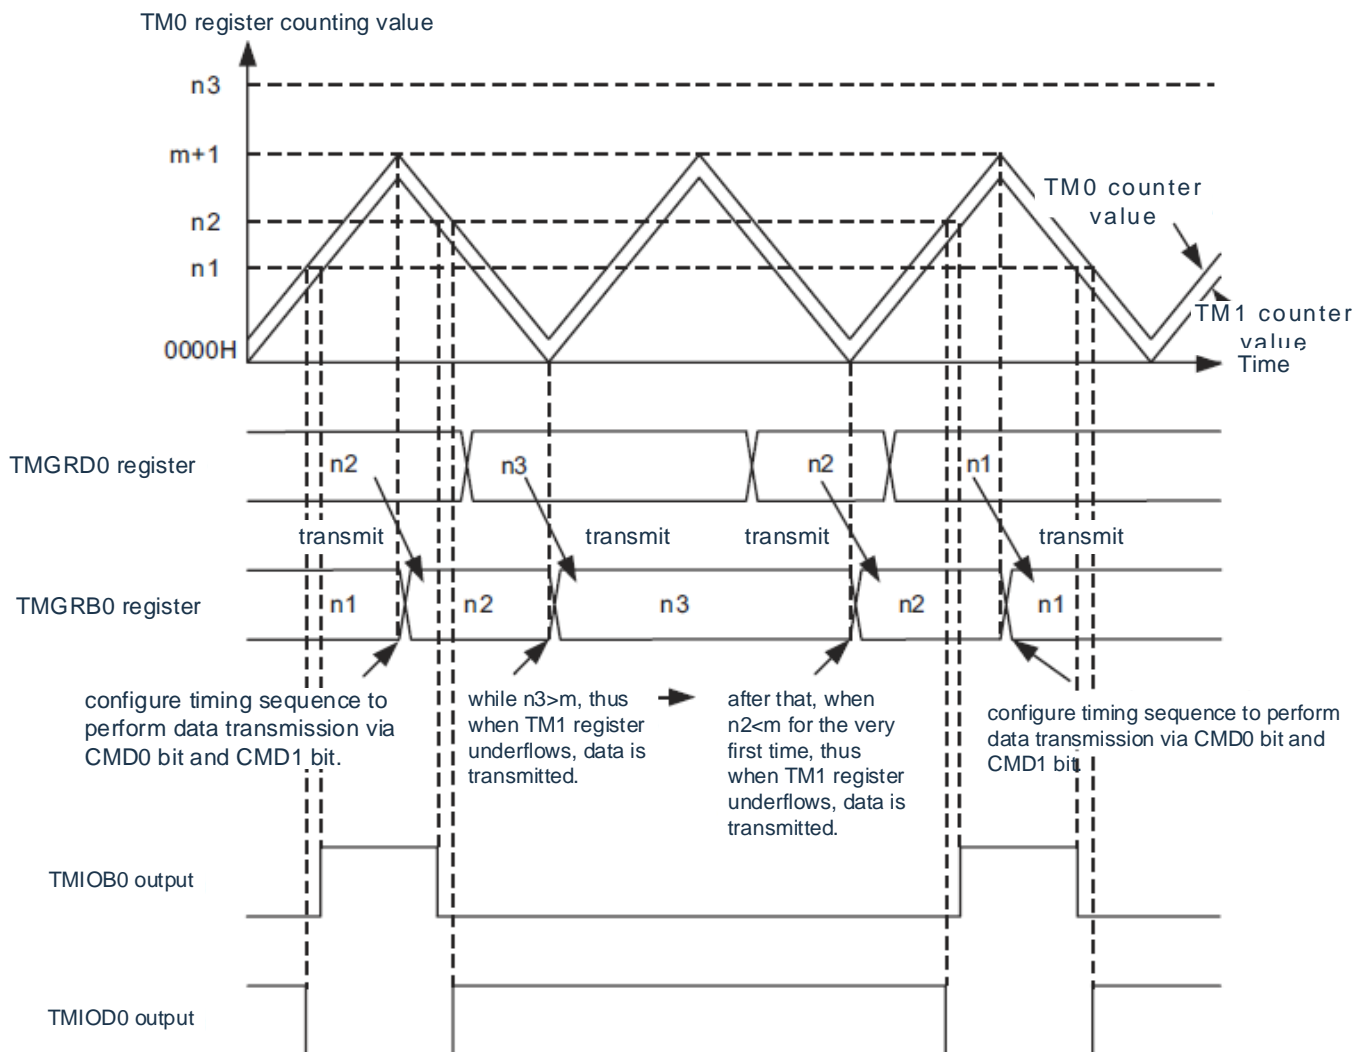 TM0 register counting value
n3
m+1
n2
n1
0000H
TM0 counter
value
TM1 counter
value
Time
TMGRD0 register
n2
n3
n2
n1
transmit
transmit
transmit
transmit
TMGRB0 register
n1
n2
n3
n2
n1
configure timing sequence to
perform data transmission via
CMD0 bit and CMD1 bit.
while n3>m, thus
when TM1 register
underflows, data is
transmitted.
after that, when
n2<m for the very
first time, thus
when TM1 register
underflows, data is
transmitted.
configure timing sequence to perform
data transmission via CMD0 bit and
CMD1 bit.
TMIOB0 output
TMIOD0 output